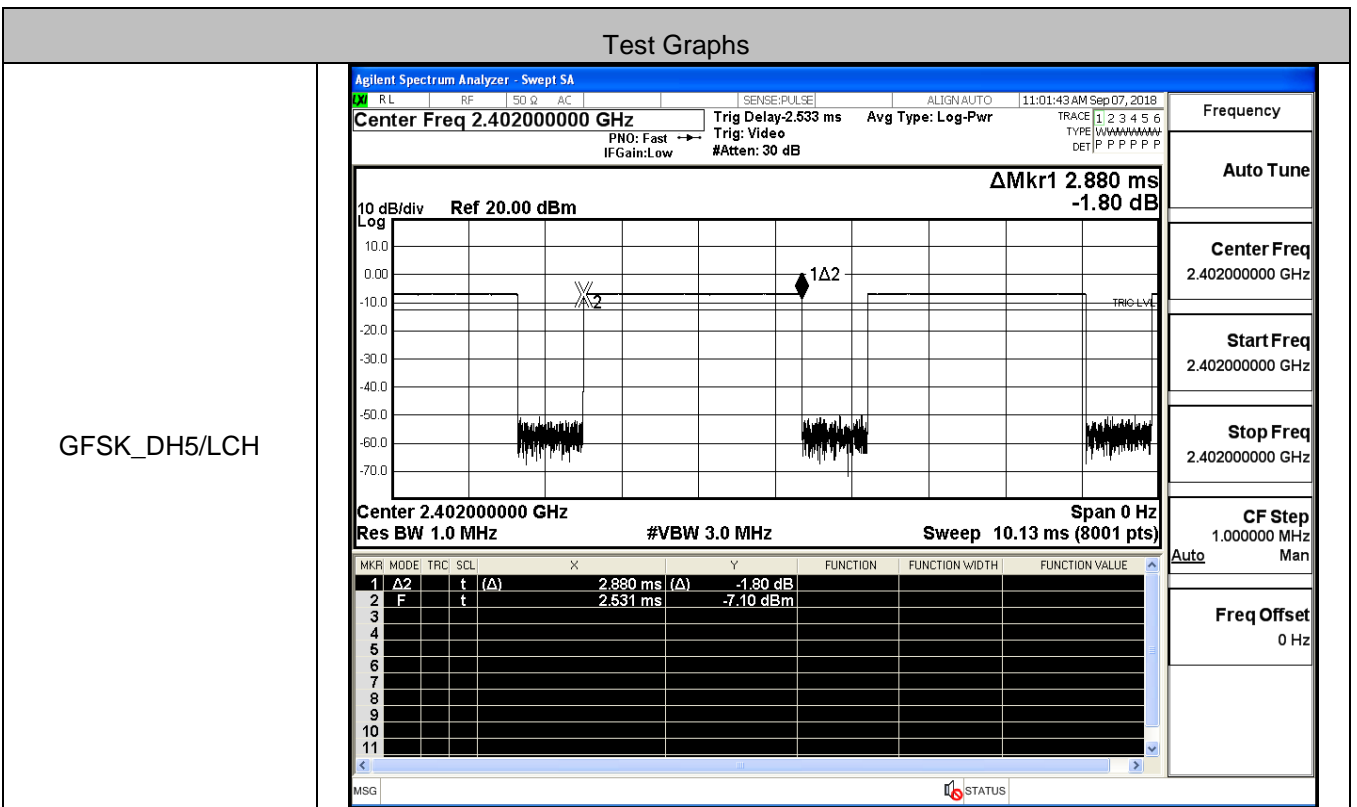 Test Graphs
GFSK_DH5/LCH
Agilent Spectrum Analyzer - Swept SA
LXI RL RF 50 Ω AC SENSE:PULSE ALIGN AUTO 11:01:43 AM Sep 07, 2018
Center Freq 2.402000000 GHz
PNO: Fast
IFGain:Low
Trig Delay-2.533 ms
Trig: Video
#Atten: 30 dB
Avg Type: Log-Pwr
TRACE 1 2 3 4 5 6
TYPE WWWWWW
DET P P P P P P
ΔMkr1 2.880 ms
-1.80 dB
10 dB/div Ref 20.00 dBm
Log
10.0
0.00
-10.0
-20.0
-30.0
-40.0
-50.0
-60.0
-70.0
2
1Δ2
TRIG LVL
Center 2.402000000 GHz Span 0 Hz
Res BW 1.0 MHz #VBW 3.0 MHz Sweep 10.13 ms (8001 pts)
MKR MODE TRC SCL X Y FUNCTION FUNCTION WIDTH FUNCTION VALUE
1 Δ2 t (Δ) 2.880 ms (Δ) -1.80 dB
2 F t 2.531 ms -7.10 dBm
3
4
5
6
7
8
9
10
11
MSG STATUS
Frequency
Auto Tune
Center Freq
2.402000000 GHz
Start Freq
2.402000000 GHz
Stop Freq
2.402000000 GHz
CF Step
1.000000 MHz
Auto Man
Freq Offset
0 Hz